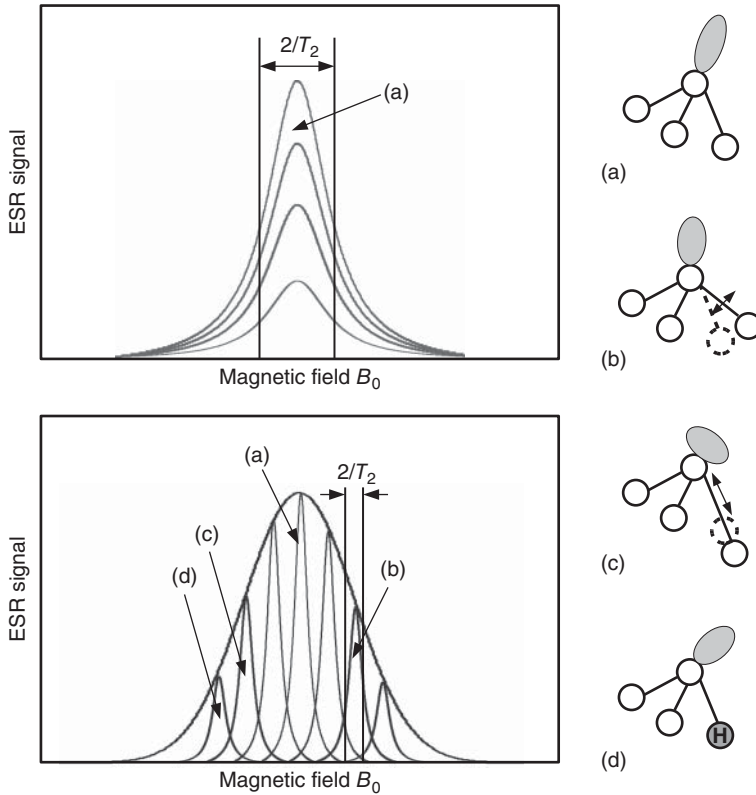 2/T₂
(a)
ESR signal
Magnetic field B₀
(a)
(b)
(a)
2/T₂
(c)
(b)
(d)
ESR signal
Magnetic field B₀
(c)
H
(d)